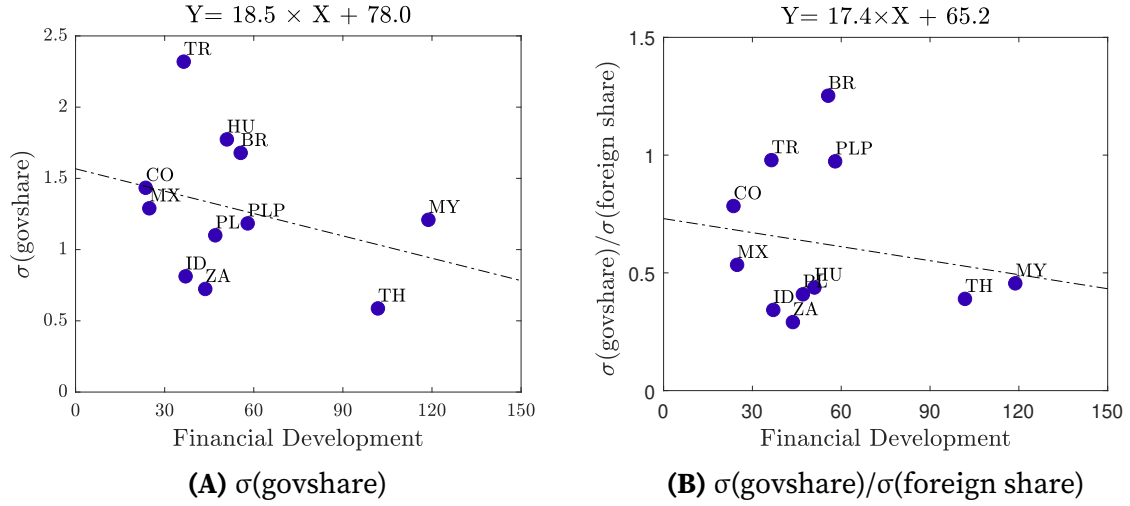 Y= 18.5 × X + 78.0
2.5
2
1.5
1
0.5
0
σ(govshare)
TR
HU
BR
CO
MX
PL
PLP
MY
ID
ZA
TH
0 30 60 90 120 150
Financial Development
(A) σ(govshare)
Y= 17.4×X + 65.2
1.5
1
0.5
0
σ(govshare)/σ(foreign share)
BR
TR
PLP
CO
MX
HU
PL
ID
ZA
TH
MY
0 30 60 90 120 150
Financial Development
(B) σ(govshare)/σ(foreign share)